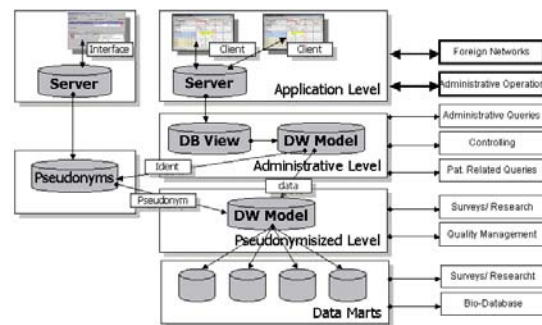 Interface
Client
Client
Server
Server
Application Level
Foreign Networks
Administrative Operation
DB View
DW Model
Administrative Level
Administrative Queries
Controlling
Pat. Related Queries
Ident
Pseudonyms
data
Pseudonym
DW Model
Pseudonymisized Level
Surveys/ Research
Quality Management
Data Marts
Surveys/ Researcht
Bio-Database